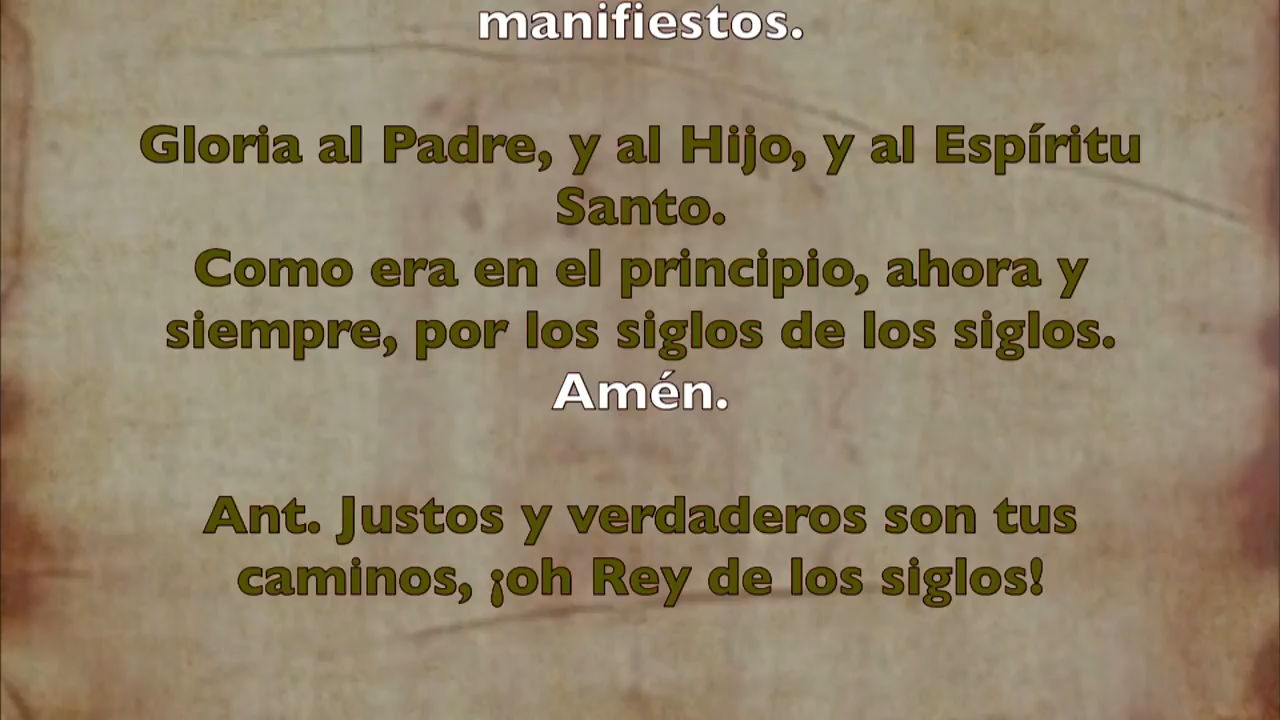 manifiestos.
Gloria al Padre, y al Hijo, y al Espíritu
Santo.
Como era en el principio, ahora y
siempre, por los siglos de los siglos.
Amén.
Ant. Justos y verdaderos son tus
caminos, ¡oh Rey de los siglos!